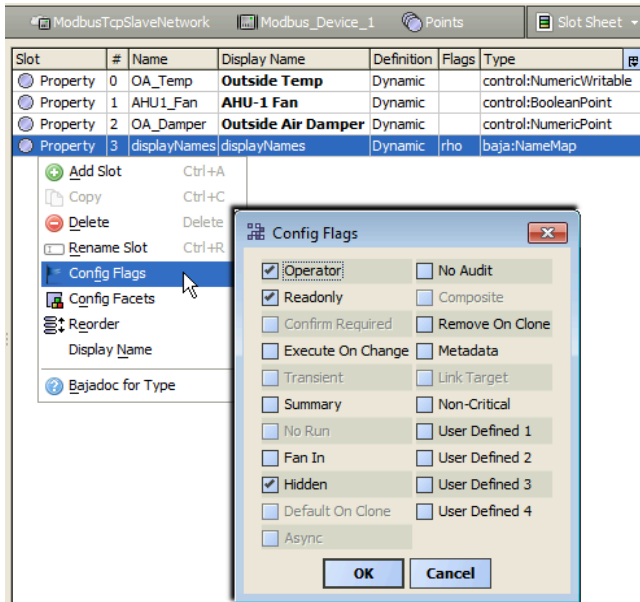 ModbusTcpSlaveNetwork Modbus_Device_1 Points Slot Sheet
Slot # Name Display Name Definition Flags Type
Property 0 OA_Temp Outside Temp Dynamic control:NumericWritable
Property 1 AHU1_Fan AHU-1 Fan Dynamic control:BooleanPoint
Property 2 OA_Damper Outside Air Damper Dynamic control:NumericPoint
Property 3 displayNames displayNames Dynamic rho baja:NameMap
Add Slot Ctrl+A
Copy Ctrl+C
Delete Delete
Rename Slot Ctrl+R
Config Flags
Config Facets
Reorder
Display Name
Bajadoc for Type
Config Flags
Operator No Audit
Readonly Composite
Confirm Required Remove On Clone
Execute On Change Metadata
Transient Link Target
Summary Non-Critical
No Run User Defined 1
Fan In User Defined 2
Hidden User Defined 3
Default On Clone User Defined 4
Async
OK Cancel